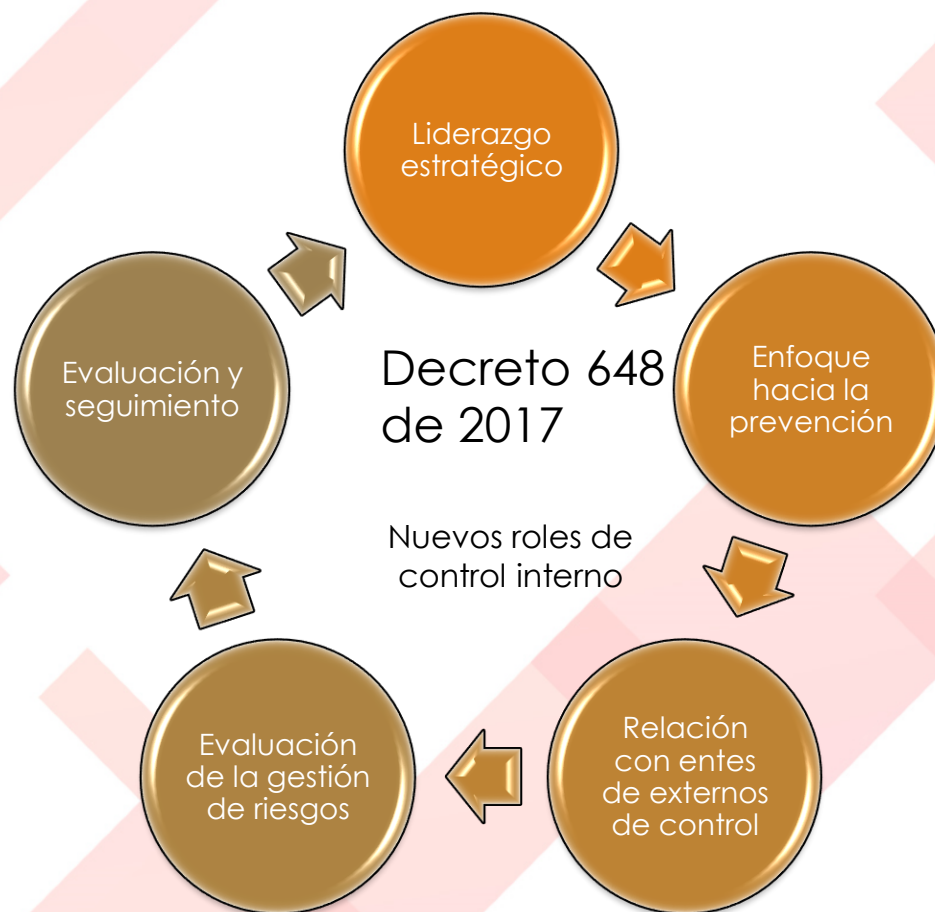 Liderazgo
estratégico
Enfoque
hacia la
prevención
Relación
con entes
de externos
de control
Evaluación
de la gestión
de riesgos
Evaluación y
seguimiento
Decreto 648
de 2017
Nuevos roles de
control interno